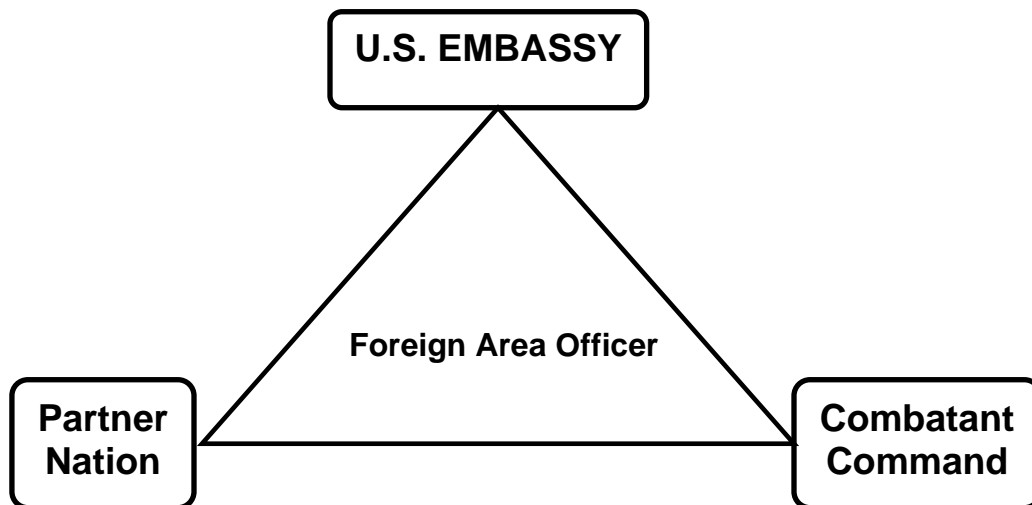 U.S. EMBASSY
Foreign Area Officer
Partner
Nation
Combatant
Command